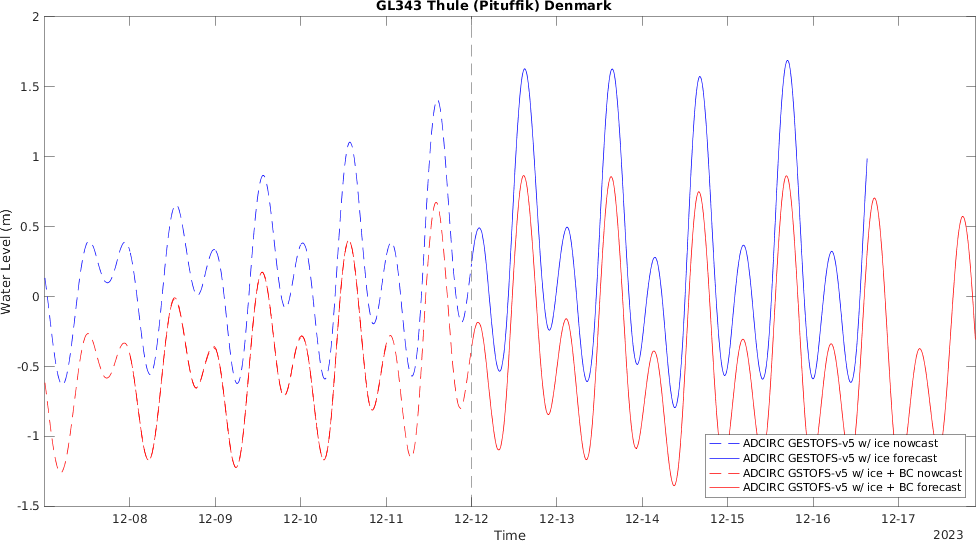 GL343 Thule (Pituffik) Denmark
2
1.5
1
0.5
0
-0.5
-1
-1.5
Water Level (m)
ADCIRC GESTOFS-v5 w/ ice nowcast
ADCIRC GESTOFS-v5 w/ ice forecast
ADCIRC GSTOFS-v5 w/ ice + BC nowcast
ADCIRC GSTOFS-v5 w/ ice + BC forecast
12-08 12-09 12-10 12-11 12-12 12-13 12-14 12-15 12-16 12-17
Time
2023